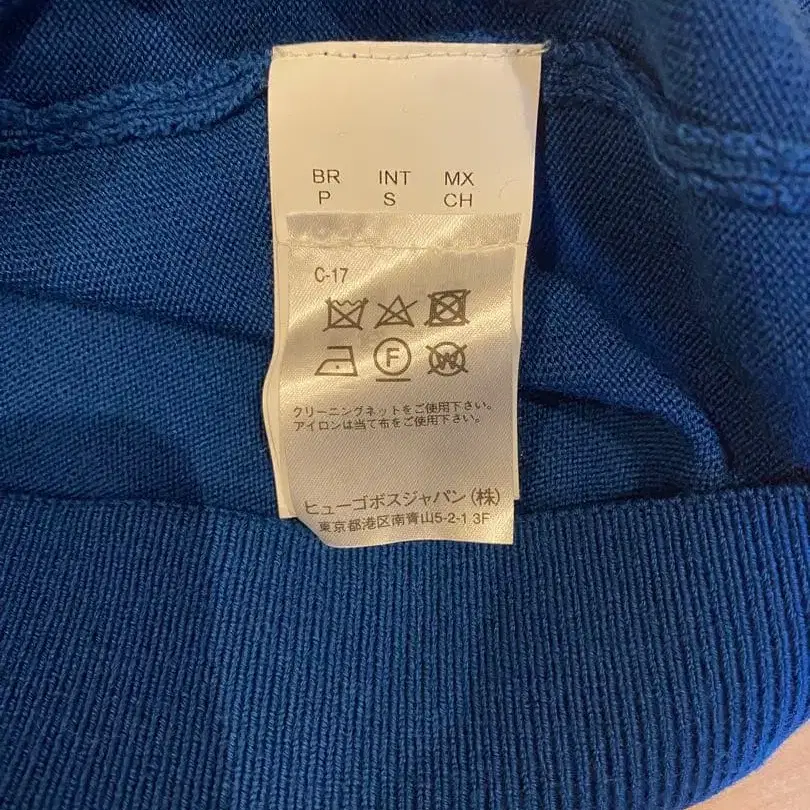 BR INT MX
P S CH
C-17
F W
クリーニングネットをご使用下さい。
アイロンは当て布をご使用下さい。
ヒューゴボスジャパン(株)
東京都港区南青山5-2-1 3F